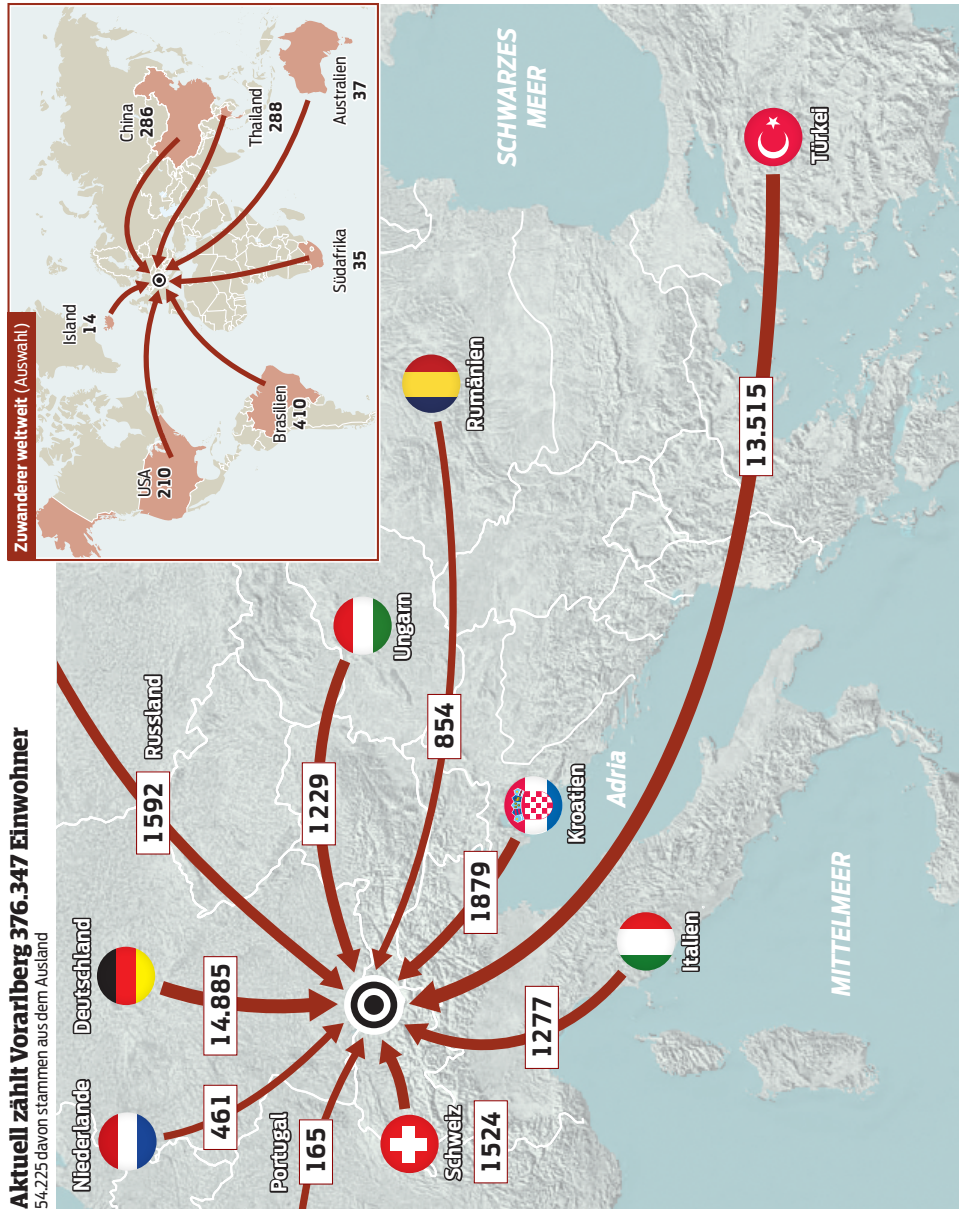 Aktuell zählt Vorarlberg 376.347 Einwohner
54.225 davon stammen aus dem Ausland
Niederlande
461
Deutschland
14.885
Russland
1592
Portugal
165
Schweiz
1524
Ungarn
1229
Rumänien
854
Kroatien
1879
Italien
1277
Türkei
13.515
Adria
MITTELMEER
SCHWARZES
MEER
Zuwanderer weltweit (Auswahl)
USA
210
Island
14
China
286
Thailand
288
Brasilien
410
Südafrika
35
Australien
37